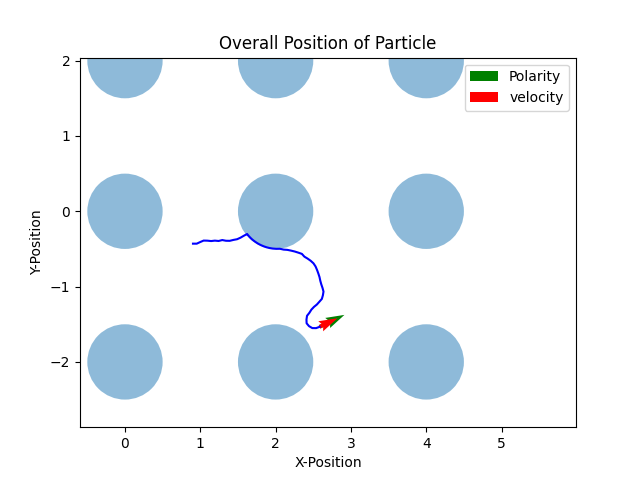 Overall Position of Particle
Polarity
velocity
2
1
0
−1
−2
Y-Position
0
1
2
3
4
5
X-Position